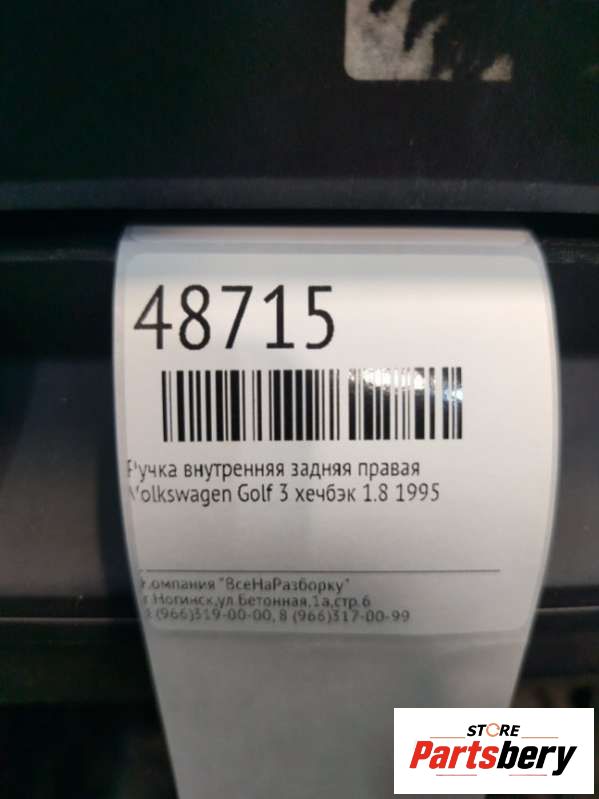 48715
Ручка внутренняя задняя правая
Volkswagen Golf 3 хечбэк 1.8 1995
Компания "ВсеНаРазборку"
г.Ногинск,ул.Бетонная,1а,стр.6
8 (966)319-00-00, 8 (966)317-00-99
STORE
Partsbery